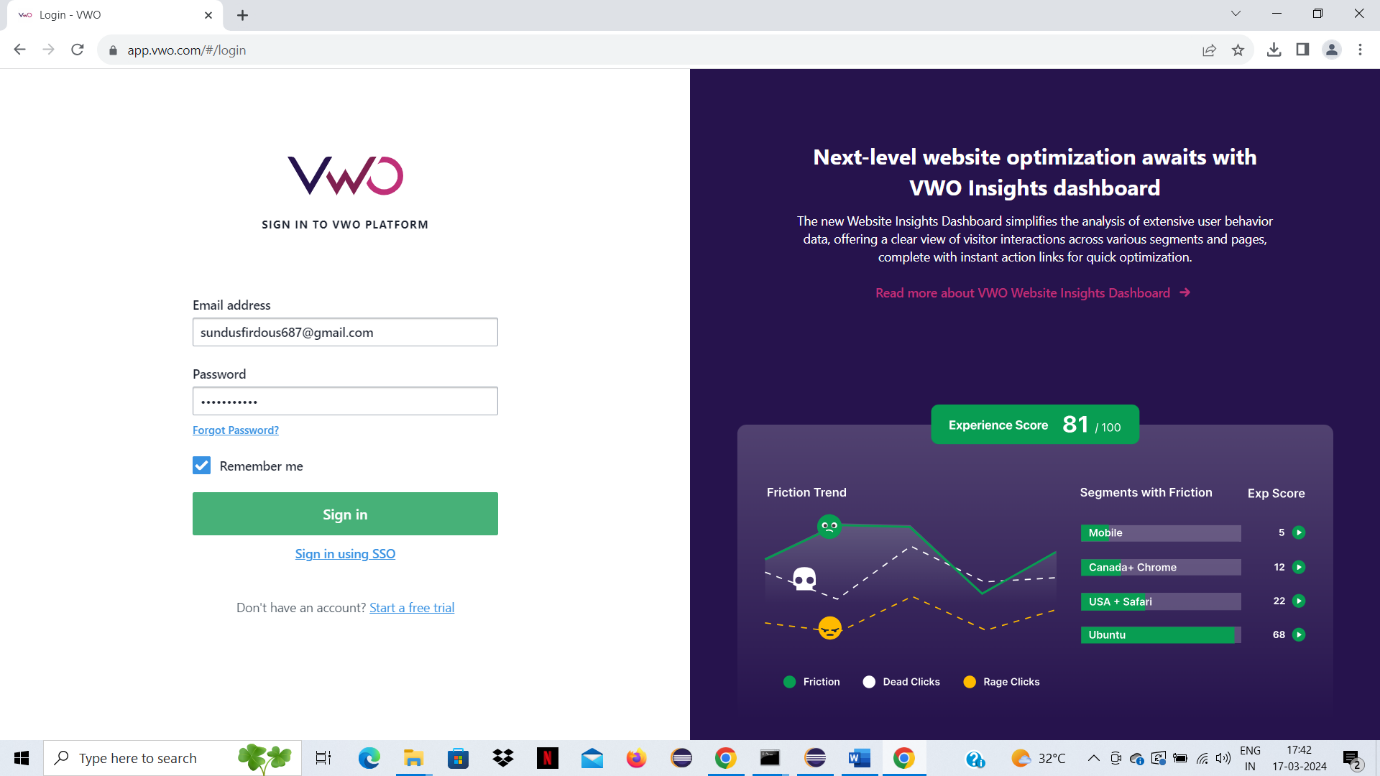 VWO Login - VWO
app.vwo.com/#/login
VWO
SIGN IN TO VWO PLATFORM
Email address
sundusfirdous687@gmail.com
Password
•••••••••••
Forgot Password?
Remember me
Sign in
Sign in using SSO
Don't have an account? Start a free trial
Next-level website optimization awaits with
VWO Insights dashboard
The new Website Insights Dashboard simplifies the analysis of extensive user behavior
data, offering a clear view of visitor interactions across various segments and pages,
complete with instant action links for quick optimization.
Read more about VWO Website Insights Dashboard →
Experience Score 81 / 100
Friction Trend
Segments with Friction Exp Score
Mobile 5
Canada+ Chrome 12
USA + Safari 22
Ubuntu 68
Friction Dead Clicks Rage Clicks
Type here to search
N
W
32°C
ENG
IN
17:42
17-03-2024
2